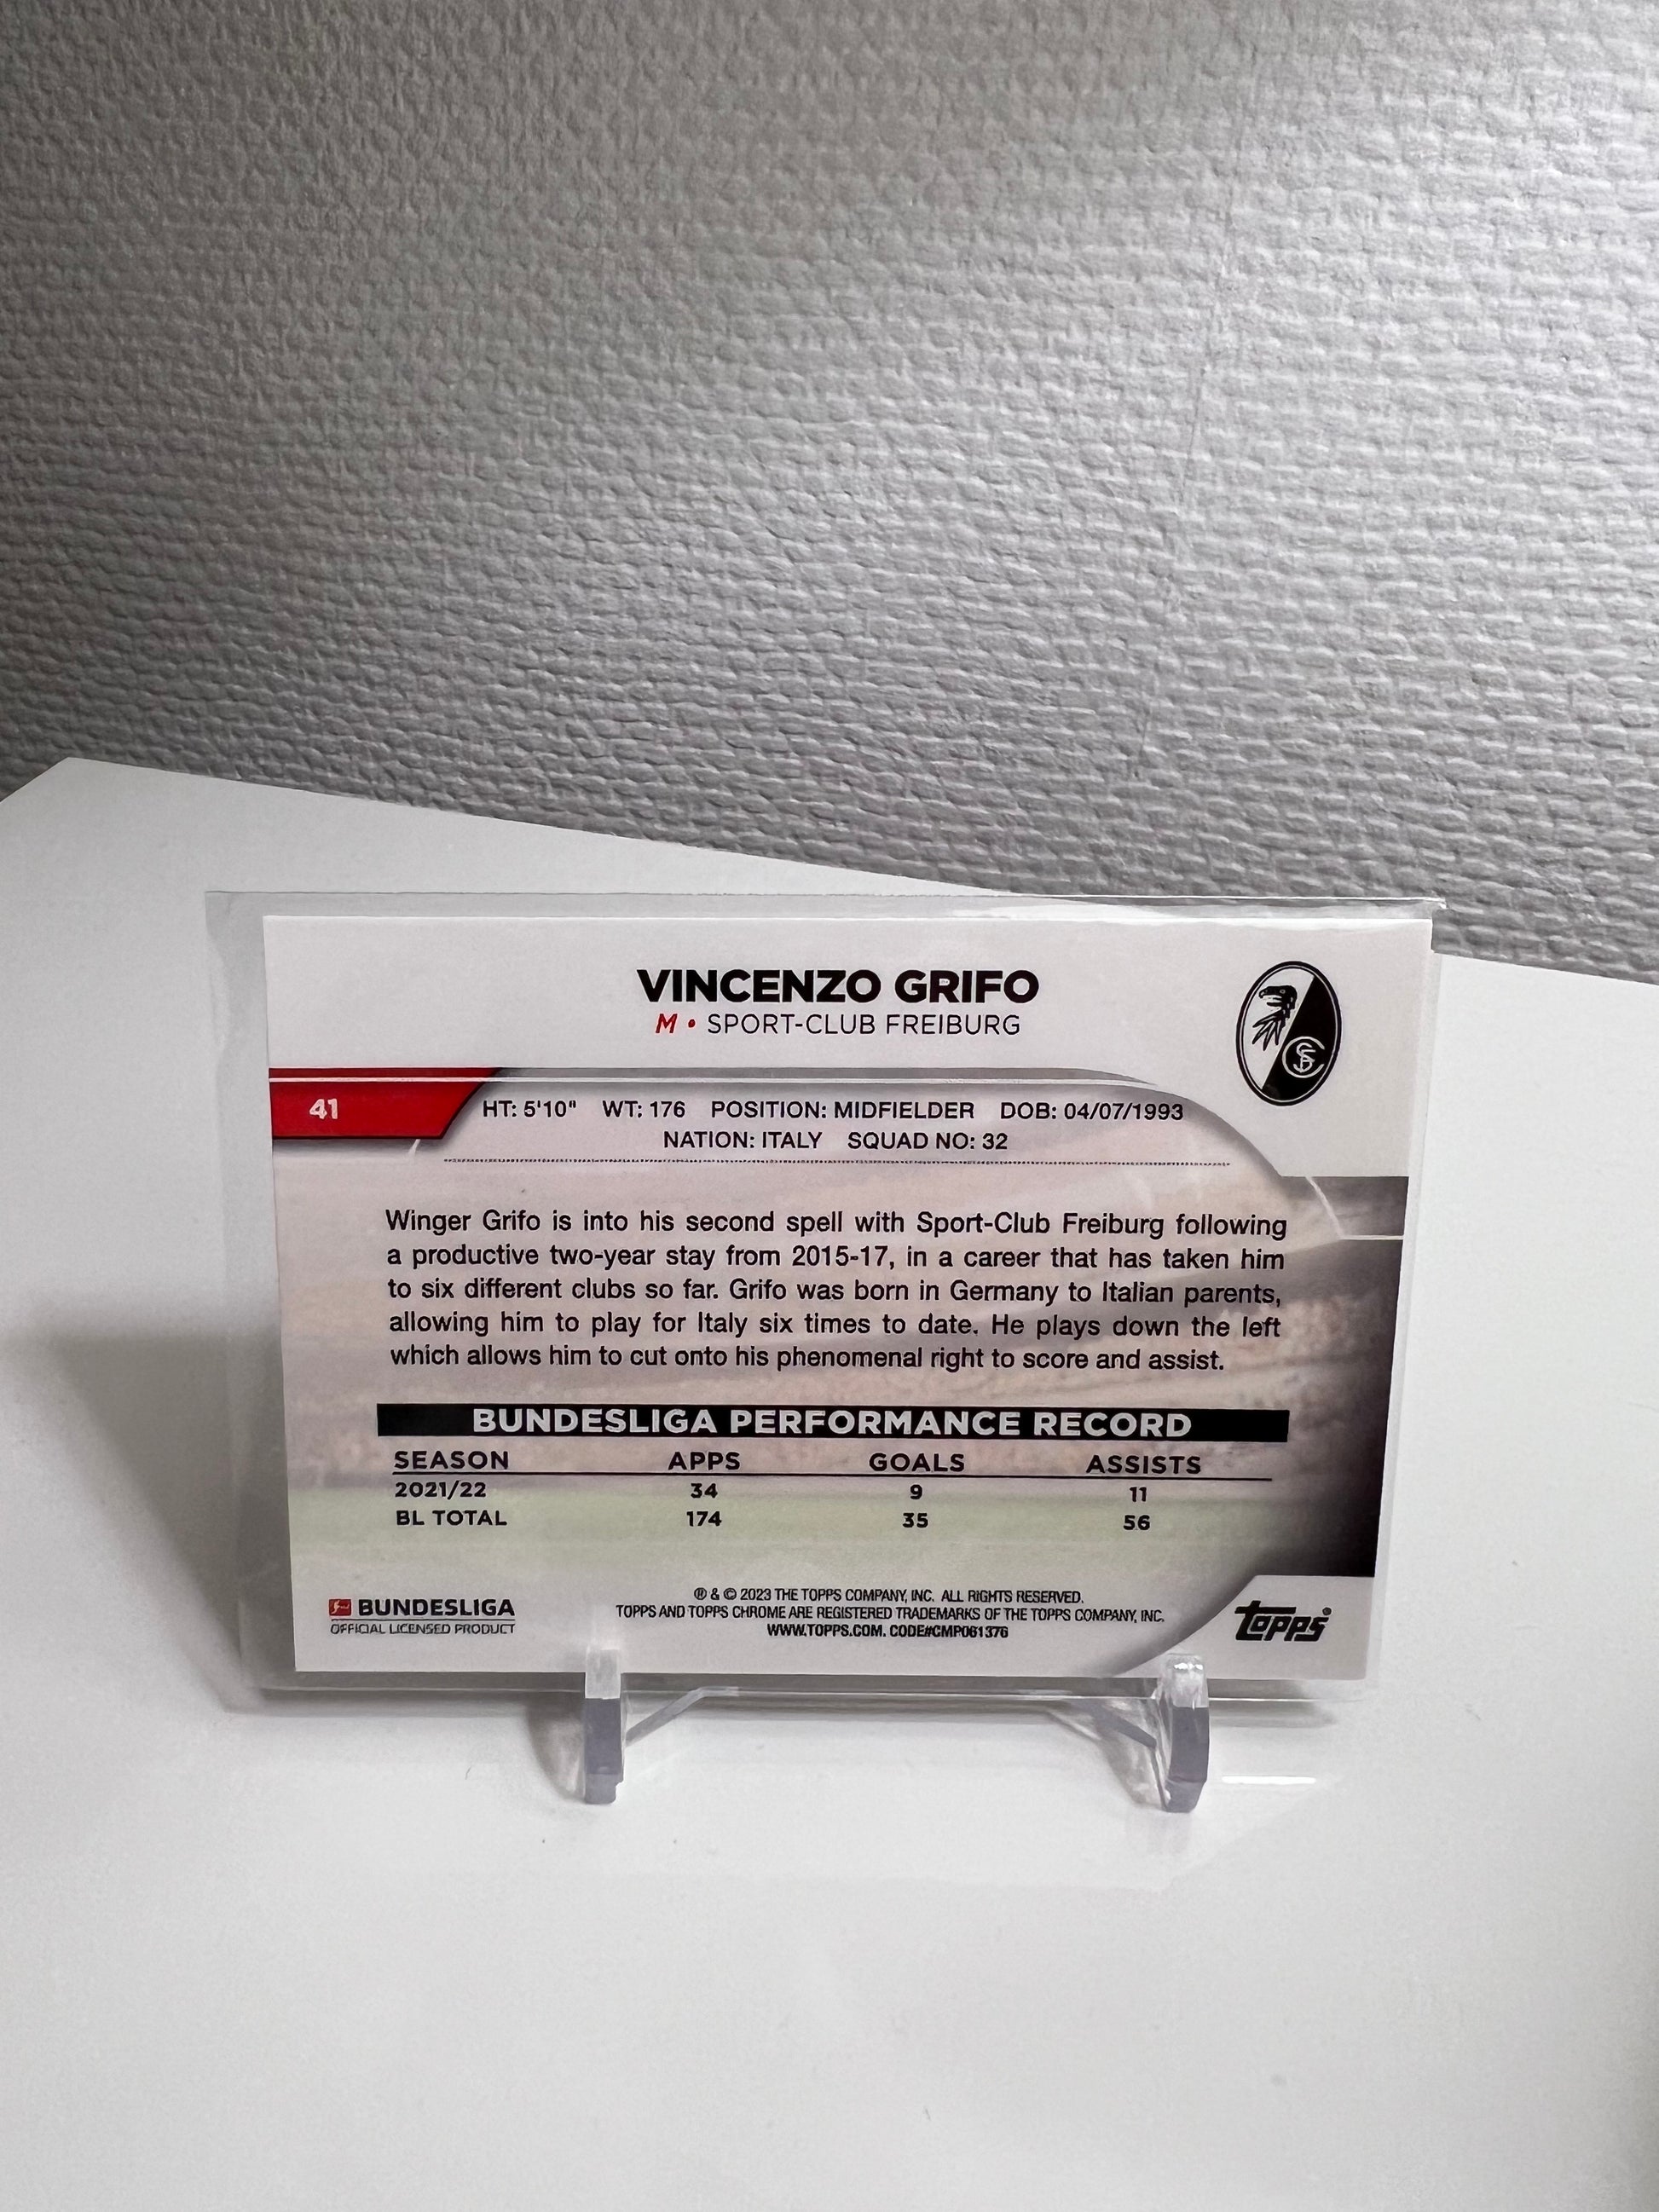 VINCENZO GRIFO
M • SPORT-CLUB FREIBURG
SC
41
HT: 5'10" WT: 176 POSITION: MIDFIELDER DOB: 04/07/1993
NATION: ITALY SQUAD NO: 32
Winger Grifo is into his second spell with Sport-Club Freiburg following
a productive two-year stay from 2015-17, in a career that has taken him
to six different clubs so far. Grifo was born in Germany to Italian parents,
allowing him to play for Italy six times to date. He plays down the left
which allows him to cut onto his phenomenal right to score and assist.
BUNDESLIGA PERFORMANCE RECORD
SEASON APPS GOALS ASSISTS
2021/22 34 9 11
BL TOTAL 174 35 56
BUNDESLIGA
OFFICIAL LICENSED PRODUCT
® & © 2023 THE TOPPS COMPANY, INC. ALL RIGHTS RESERVED.
TOPPS AND TOPPS CHROME ARE REGISTERED TRADEMARKS OF THE TOPPS COMPANY, INC.
WWW.TOPPS.COM. CODE#CMP061376
topps®